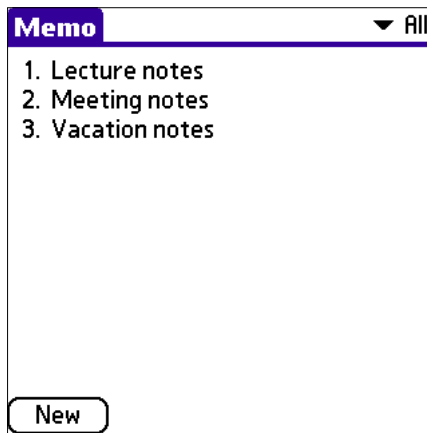 Memo
All
1. Lecture notes
2. Meeting notes
3. Vacation notes
New